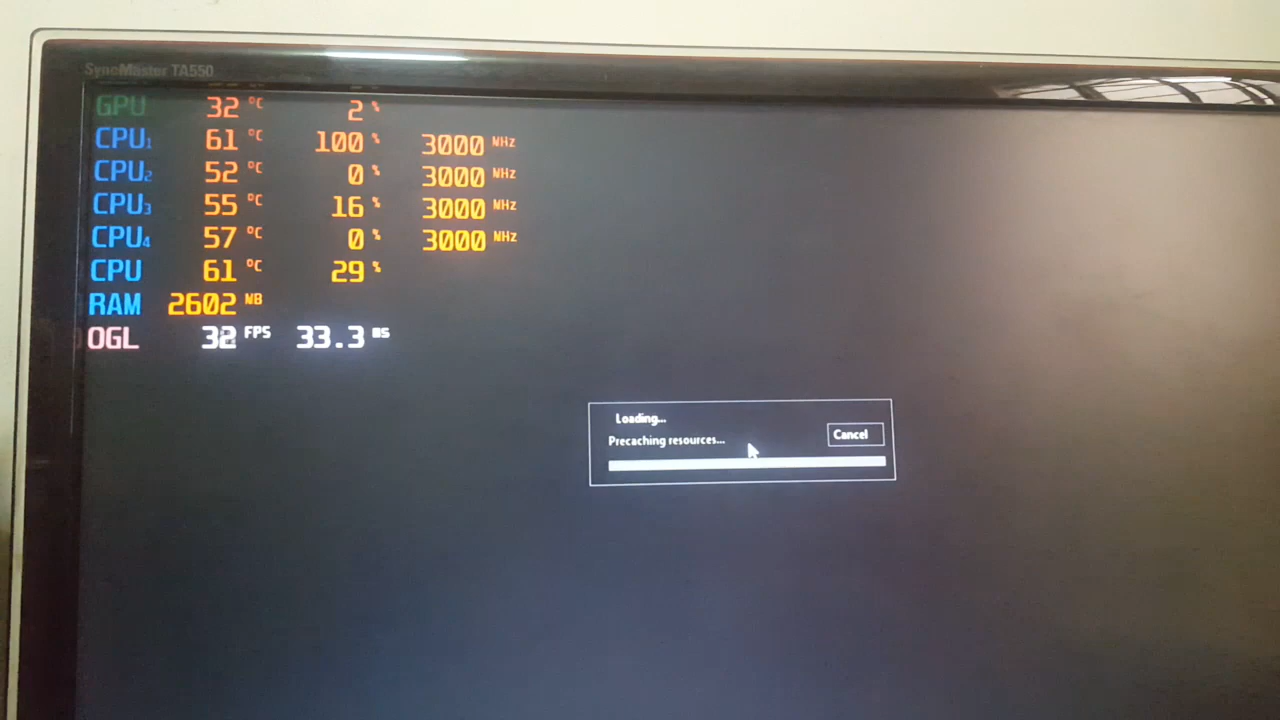 SyncMaster TA550
GPU 32 °C 2 %
CPU1 61 °C 100 % 3000 MHz
CPU2 52 °C 0 % 3000 MHz
CPU3 55 °C 16 % 3000 MHz
CPU4 57 °C 0 % 3000 MHz
CPU 61 °C 29 %
RAM 2602 MB
OGL 32 FPS 33.3 ms
Loading...
Precaching resources...
Cancel